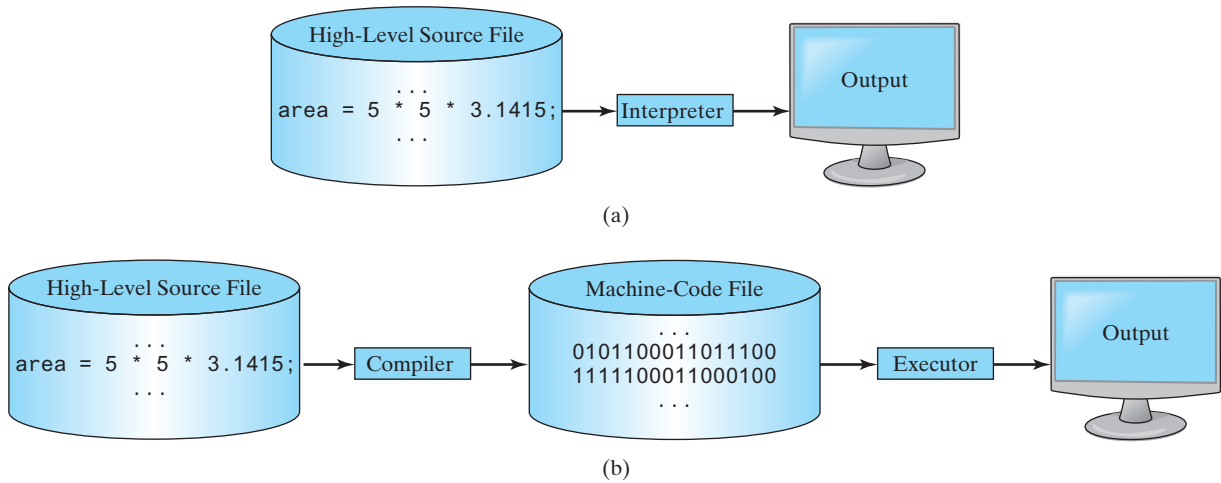 High-Level Source File
...
area = 5 * 5 * 3.1415;
...
Interpreter
Output
(a)
High-Level Source File
...
area = 5 * 5 * 3.1415;
...
Compiler
Machine-Code File
...
0101100011011100
1111100011000100
...
Executor
Output
(b)